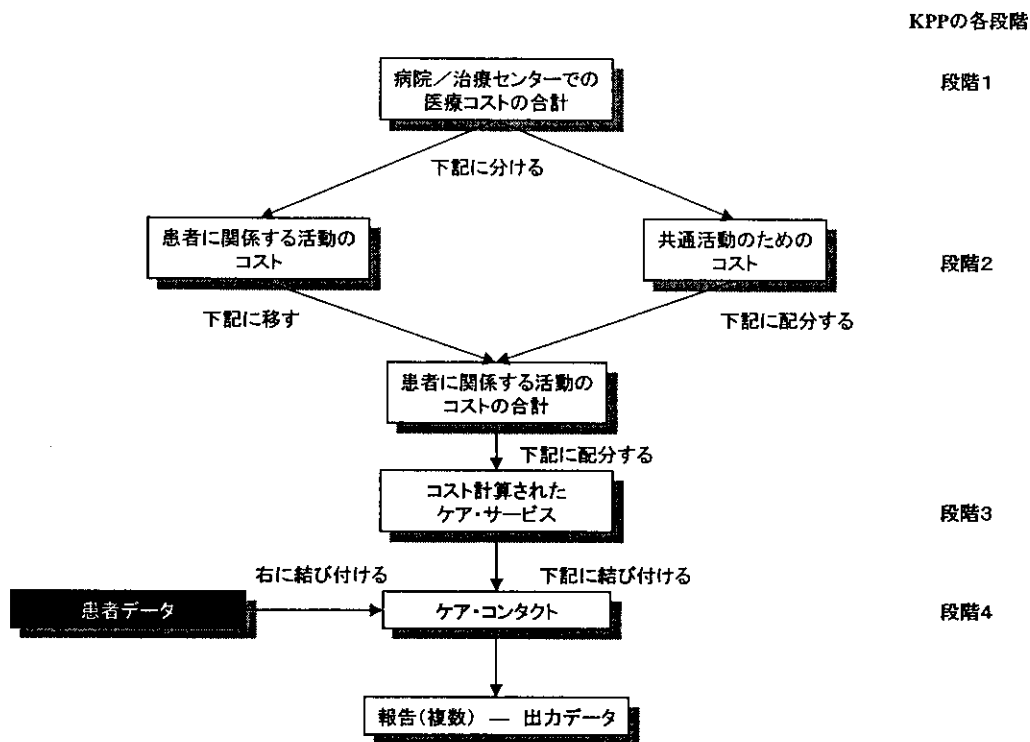 KPPの各段階
病院／治療センターでの
医療コストの合計
段階1
下記に分ける
患者に関係する活動の
コスト
共通活動のための
コスト
段階2
下記に移す
下記に配分する
患者に関係する活動の
コストの合計
下記に配分する
コスト計算された
ケア・サービス
段階3
右に結び付ける
下記に結び付ける
患者データ
ケア・コンタクト
段階4
報告(複数) — 出力データ